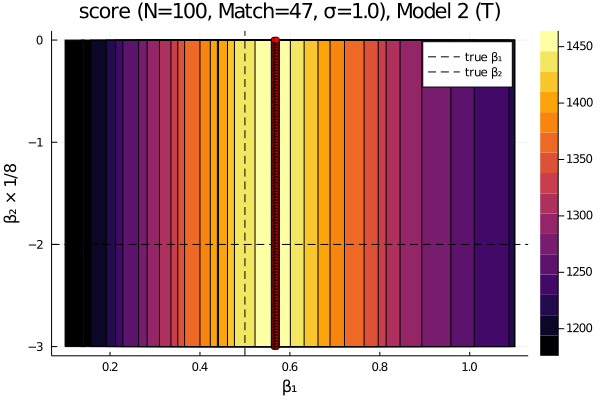 score (N=100, Match=47, σ=1.0), Model 2 (T)
0
−1
−2
−3
β₂ × 1/8
0.2 0.4 0.6 0.8 1.0
β₁
true β₁
true β₂
1450
1400
1350
1300
1250
1200